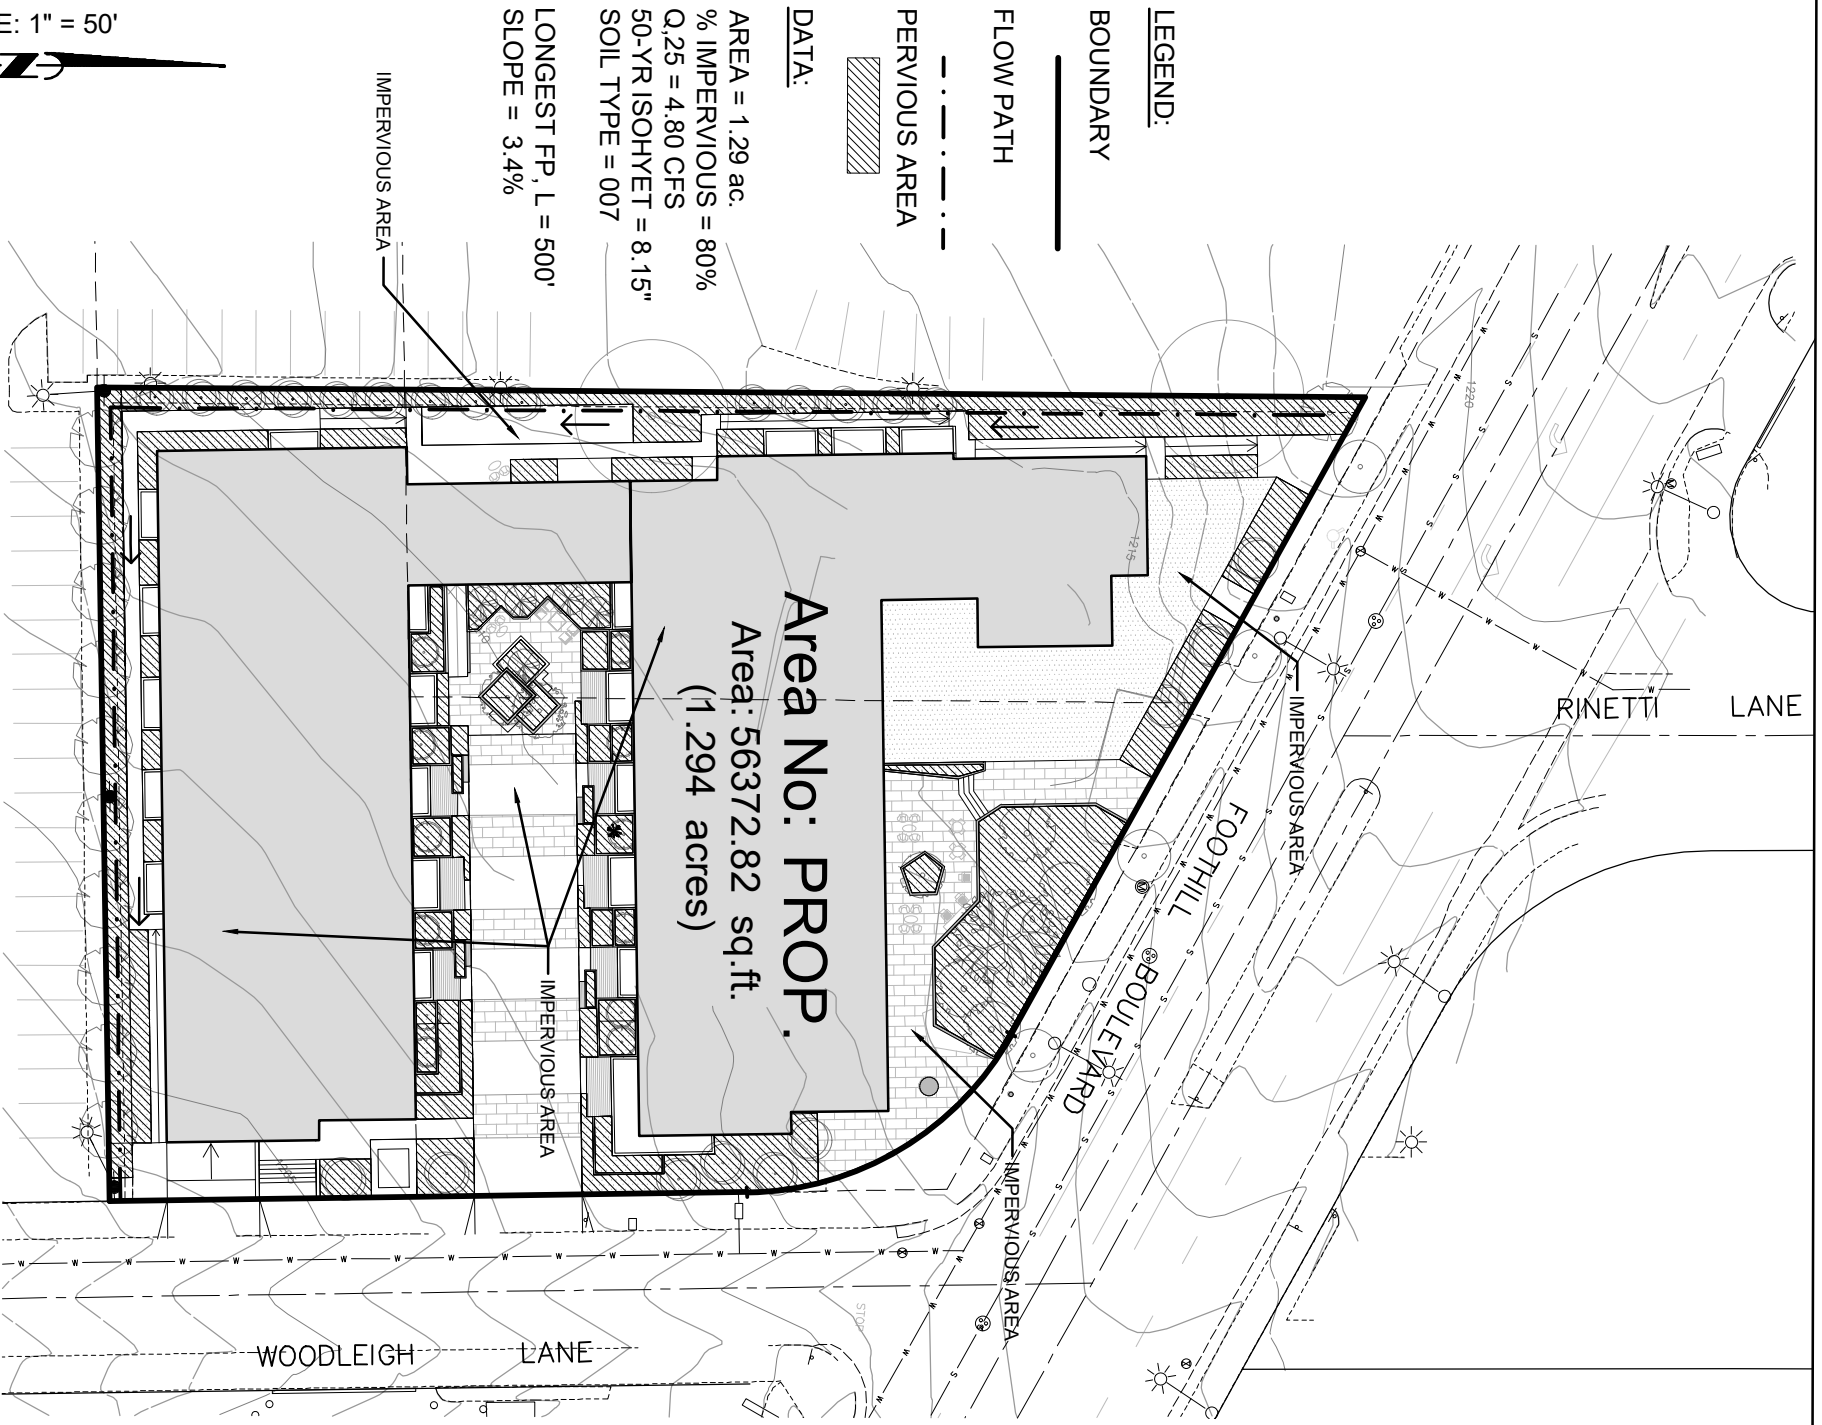 E: 1" = 50'
LEGEND:
BOUNDARY
FLOW PATH
PERVIOUS AREA
DATA:
AREA = 1.29 ac.
% IMPERVIOUS = 80%
Q,25 = 4.80 CFS
50-YR ISOHYET = 8.15"
SOIL TYPE = 007
LONGEST FP, L = 500'
SLOPE = 3.4%
IMPERVIOUS AREA
Area No: PROP.
Area: 56372.82 sq.ft.
(1.294 acres)
IMPERVIOUS AREA
IMPERVIOUS AREA
IMPERVIOUS AREA
FOOTHILL
BOULEVARD
RINETTI LANE
WOODLEIGH LANE
1220
1215
STOP